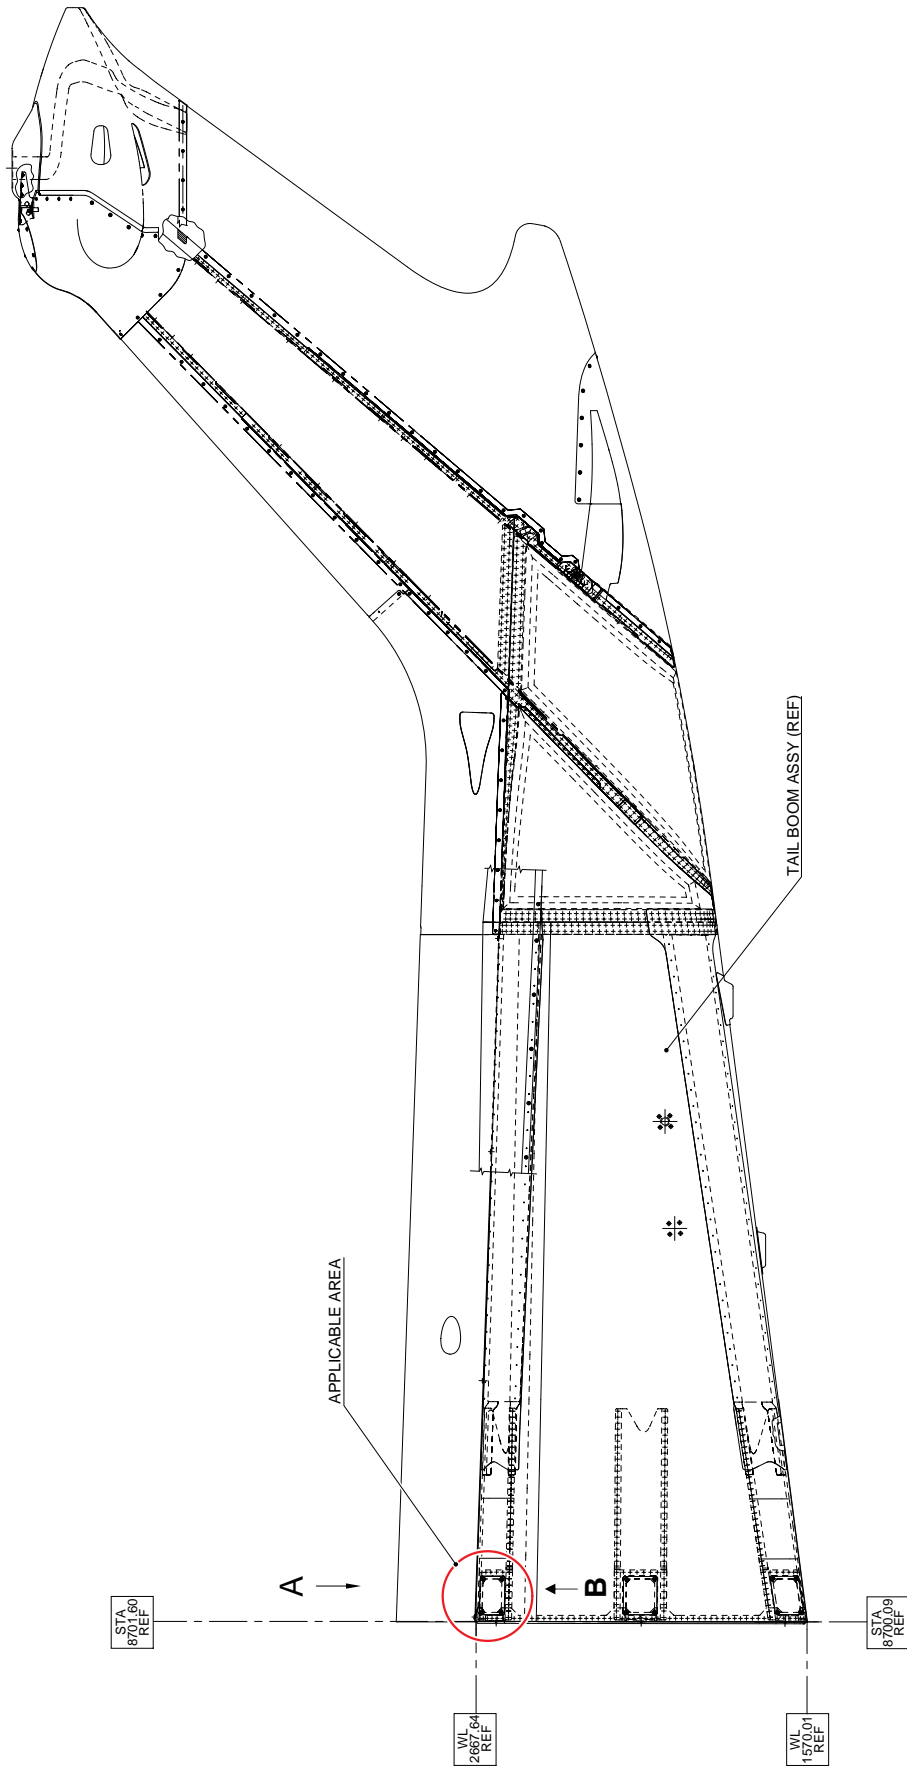 TAIL BOOM ASSY (REF)
APPLICABLE AREA
A
B
STA
8701.60
REF
STA
8700.09
REF
WL
2667.64
REF
WL
1570.01
REF